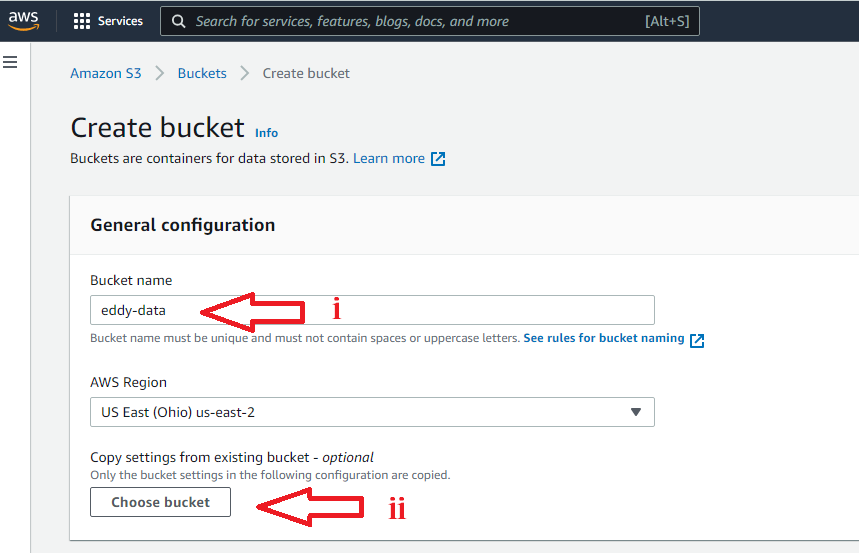 aws Services Search for services, features, blogs, docs, and more [Alt+S]
Amazon S3 Buckets Create bucket
Create bucket Info
Buckets are containers for data stored in S3. Learn more
General configuration
Bucket name
eddy-data i
Bucket name must be unique and must not contain spaces or uppercase letters. See rules for bucket naming
AWS Region
US East (Ohio) us-east-2
Copy settings from existing bucket - optional
Only the bucket settings in the following configuration are copied.
Choose bucket ii